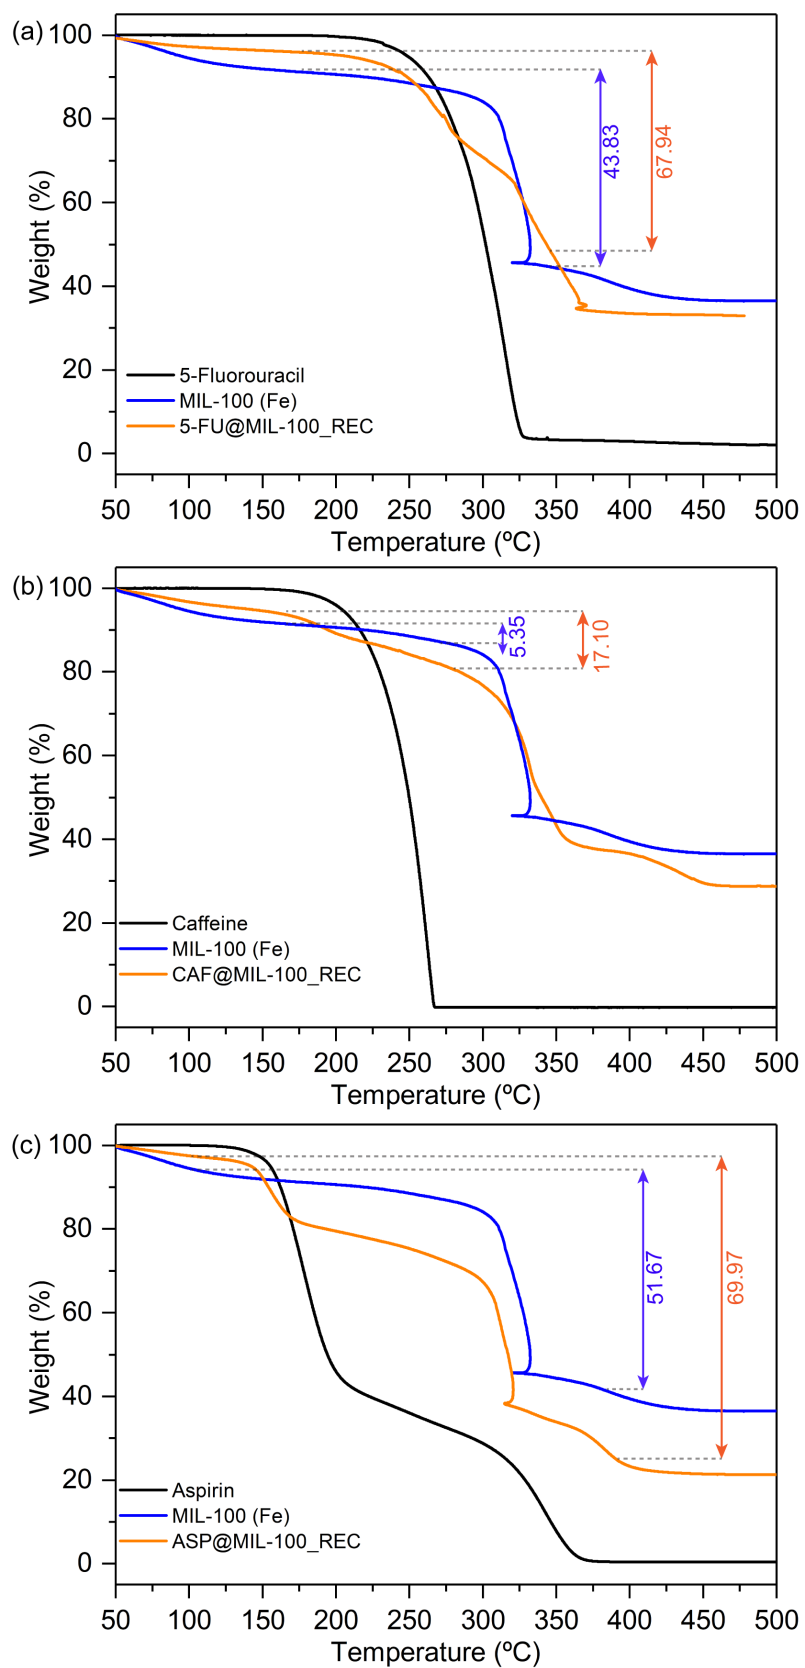 (a)
100
80
60
40
20
0
Weight (%)
43.83
67.94
5-Fluorouracil
MIL-100 (Fe)
5-FU@MIL-100_REC
50 100 150 200 250 300 350 400 450 500
Temperature (ºC)
(b)
100
80
60
40
20
0
Weight (%)
5.35
17.10
Caffeine
MIL-100 (Fe)
CAF@MIL-100_REC
50 100 150 200 250 300 350 400 450 500
Temperature (ºC)
(c)
100
80
60
40
20
0
Weight (%)
51.67
69.97
Aspirin
MIL-100 (Fe)
ASP@MIL-100_REC
50 100 150 200 250 300 350 400 450 500
Temperature (ºC)